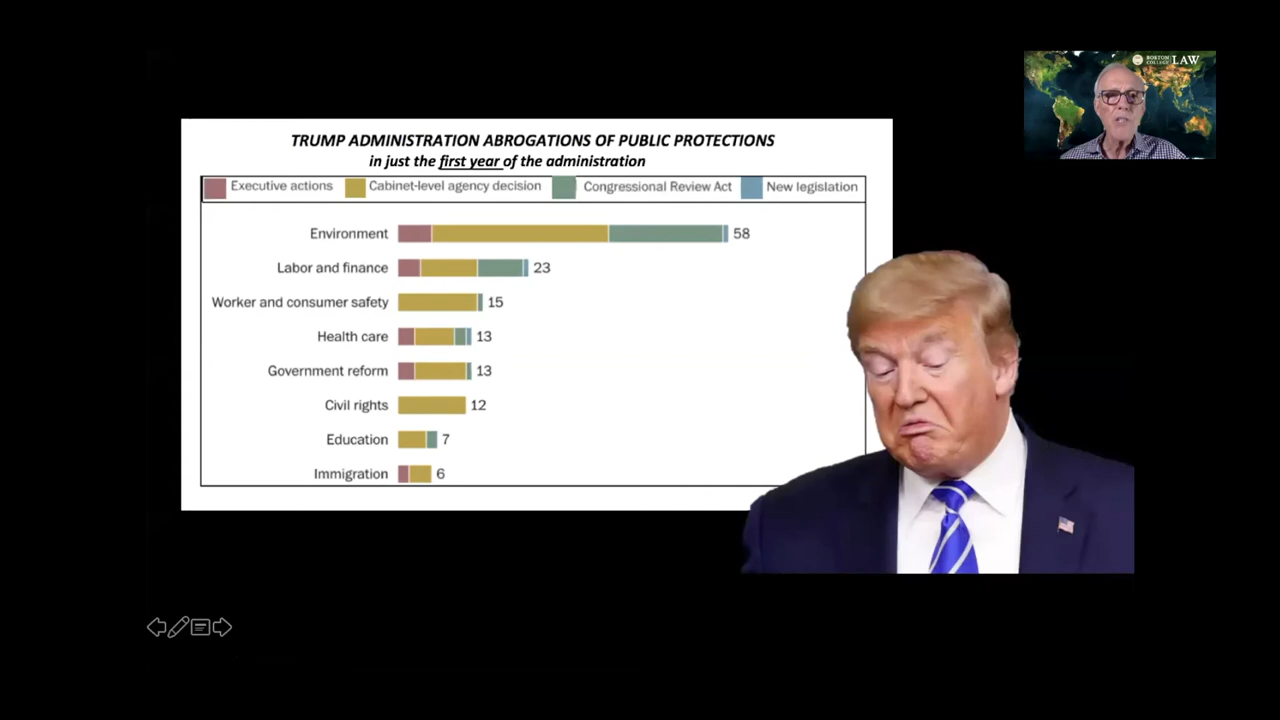 BOSTON COLLEGE LAW
TRUMP ADMINISTRATION ABROGATIONS OF PUBLIC PROTECTIONS
in just the first year of the administration
Executive actions Cabinet-level agency decision Congressional Review Act New legislation
Environment 58
Labor and finance 23
Worker and consumer safety 15
Health care 13
Government reform 13
Civil rights 12
Education 7
Immigration 6